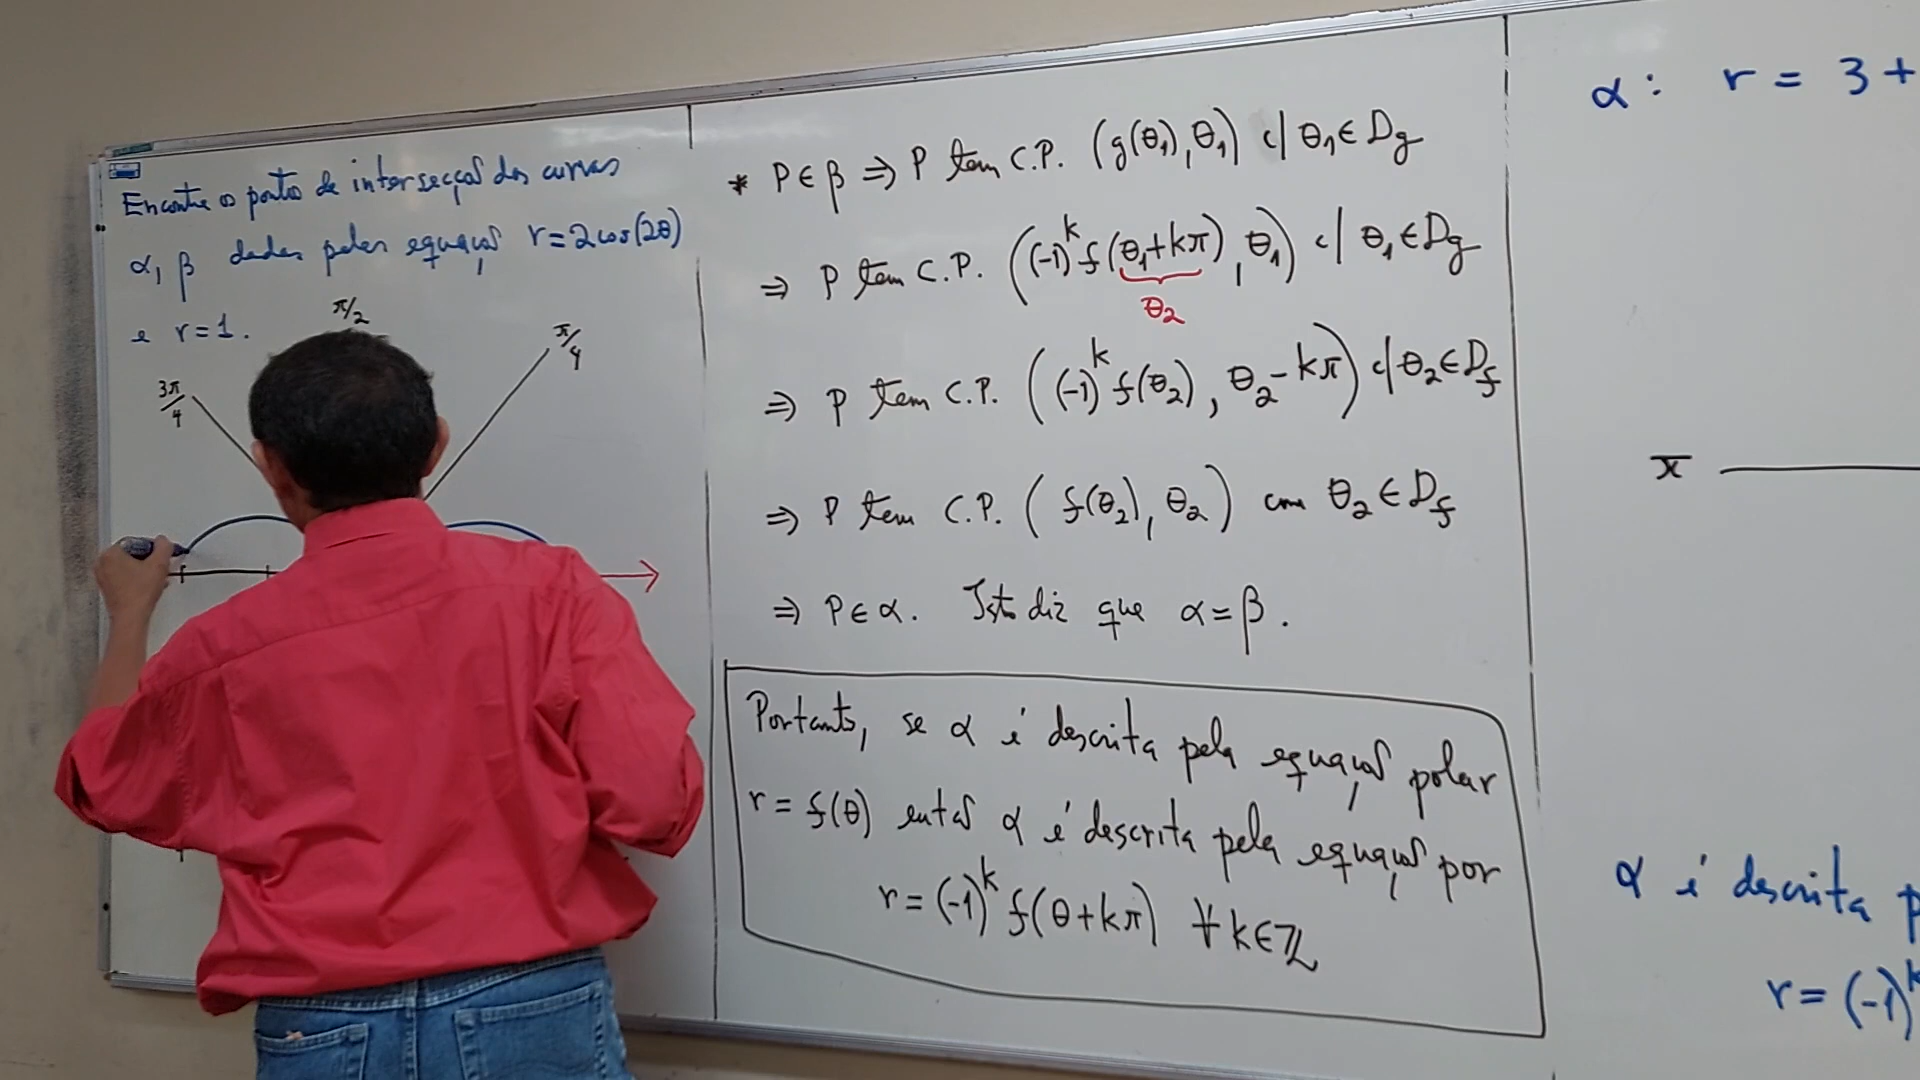 Encontre os pontos de intersecção das curvas
α, β dadas pelas equações r=2cos(2θ)
e r=1.
π/2
π/4
3π/4
* P∈β ⇒ P tem C.P. (g(θ₁), θ₁) c/ θ₁∈Dg
⇒ P tem C.P. ((-1)^k f(θ₁+kπ), θ₁) c/ θ₁∈Dg
θ₂
⇒ P tem C.P. ((-1)^k f(θ₂), θ₂-kπ) c/ θ₂∈Df
⇒ P tem C.P. (f(θ₂), θ₂) com θ₂∈Df
⇒ P∈α. Isto diz que α=β.
Portanto, se α é descrita pela equação polar
r = f(θ) então α é descrita pela equação por
r = (-1)^k f(θ+kπ) ∀k∈ℤ
α: r = 3 +
π
α é descrita p
r = (-1)^k